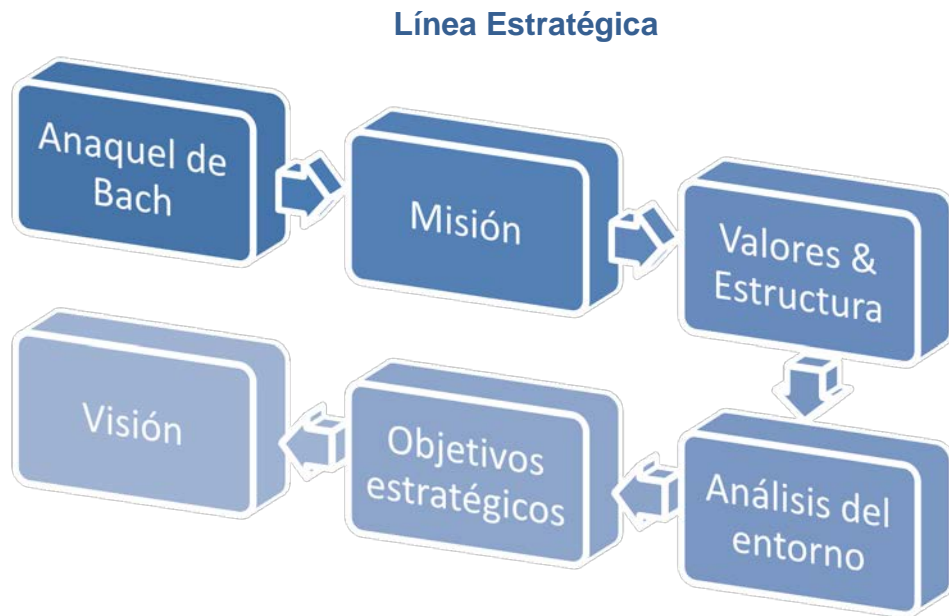 Línea Estratégica
Anaquel de
Bach
Misión
Valores &
Estructura
Análisis del
entorno
Objetivos
estratégicos
Visión